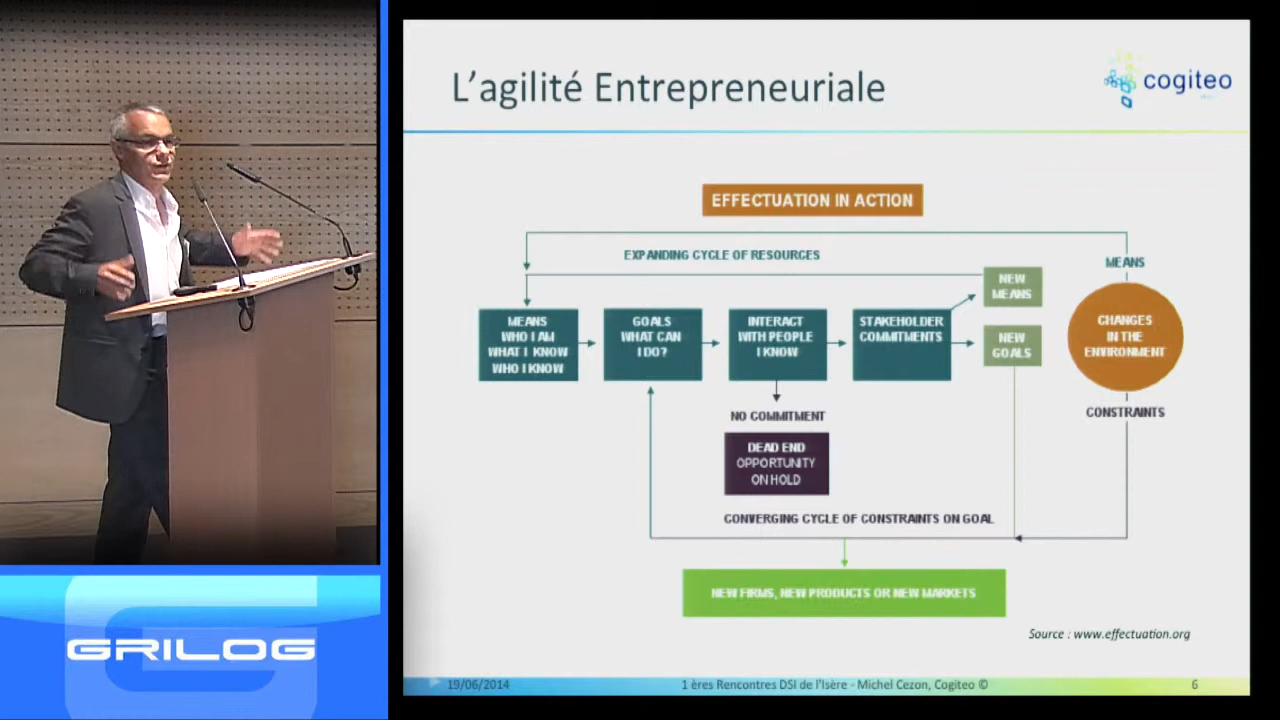 L'agilité Entrepreneuriale
cogiteo
EFFECTUATION IN ACTION
EXPANDING CYCLE OF RESOURCES
MEANS
NEW
MEANS
MEANS
WHO I AM
WHAT I KNOW
WHO I KNOW
GOALS
WHAT CAN
I DO?
INTERACT
WITH PEOPLE
I KNOW
STAKEHOLDER
COMMITMENTS
NEW
GOALS
CHANGES
IN THE
ENVIRONMENT
NO COMMITMENT
CONSTRAINTS
DEAD END
OPPORTUNITY
ON HOLD
CONVERGING CYCLE OF CONSTRAINTS ON GOAL
NEW FIRMS, NEW PRODUCTS OR NEW MARKETS
Source : www.effectuation.org
19/06/2014
1 ères Rencontres DSI de l'Isère - Michel Cezon, Cogiteo ©
6
GRILOG